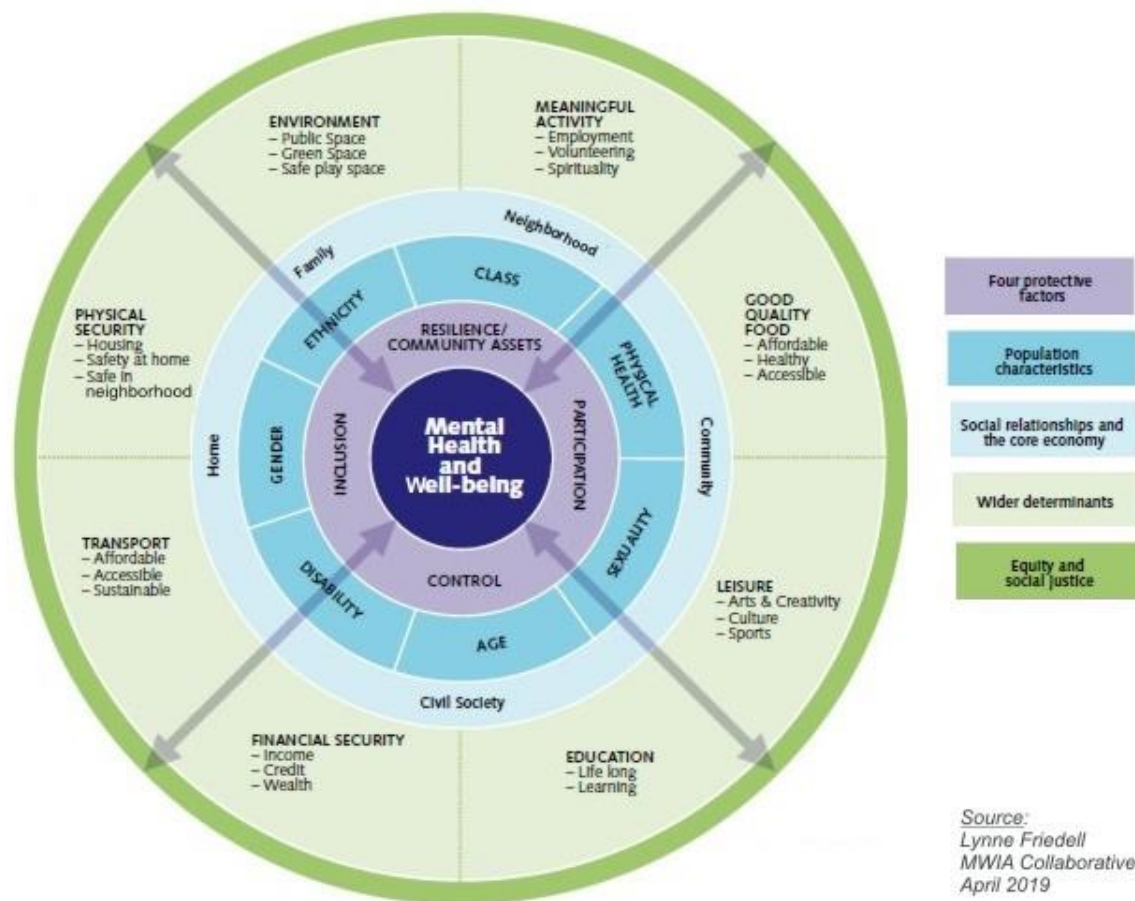 ENVIRONMENT
– Public Space
– Green Space
– Safe play space
MEANINGFUL
ACTIVITY
– Employment
– Volunteering
– Spirituality
GOOD
QUALITY
FOOD
– Affordable
– Healthy
– Accessible
LEISURE
– Arts & Creativity
– Culture
– Sports
EDUCATION
– Life long
– Learning
FINANCIAL SECURITY
– Income
– Credit
– Wealth
TRANSPORT
– Affordable
– Accessible
– Sustainable
PHYSICAL
SECURITY
– Housing
– Safety at home
– Safe in
neighborhood
Family
Neighborhood
Community
Civil Society
Home
ETHNICITY
CLASS
PHYSICAL
HEALTH
SEXUALITY
AGE
DISABILITY
GENDER
RESILIENCE/
COMMUNITY ASSETS
PARTICIPATION
CONTROL
INCLUSION
Mental
Health
and
Well-being
Four protective
factors
Population
characteristics
Social relationships and
the core economy
Wider determinants
Equity and
social justice
Source:
Lynne Friedell
MWIA Collaborative
April 2019